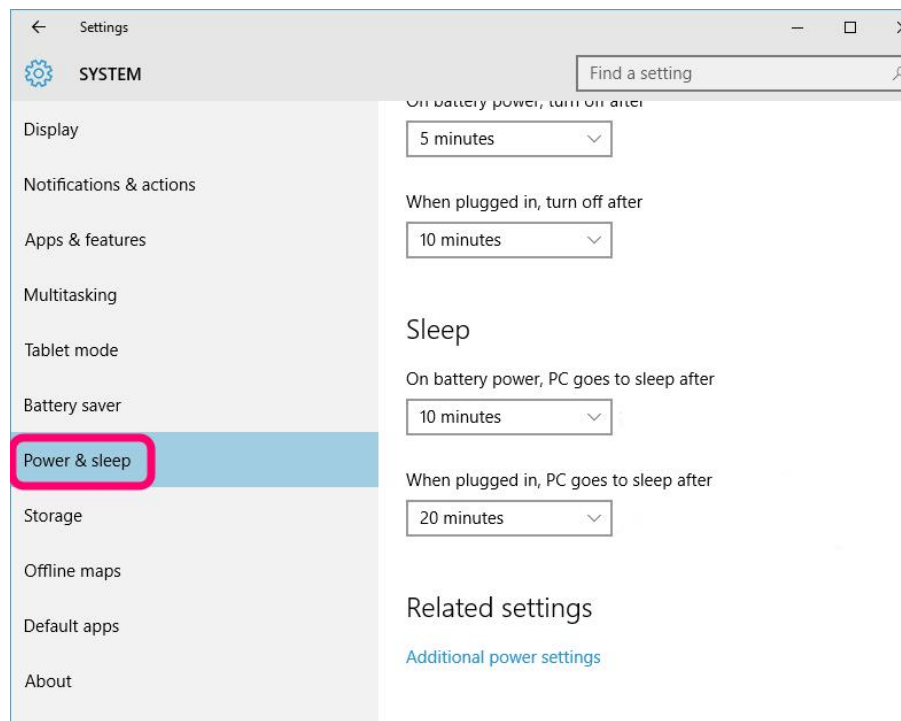 Settings
SYSTEM
Find a setting
Display
Notifications & actions
Apps & features
Multitasking
Tablet mode
Battery saver
Power & sleep
Storage
Offline maps
Default apps
About
On battery power, turn off after
5 minutes
When plugged in, turn off after
10 minutes
Sleep
On battery power, PC goes to sleep after
10 minutes
When plugged in, PC goes to sleep after
20 minutes
Related settings
Additional power settings